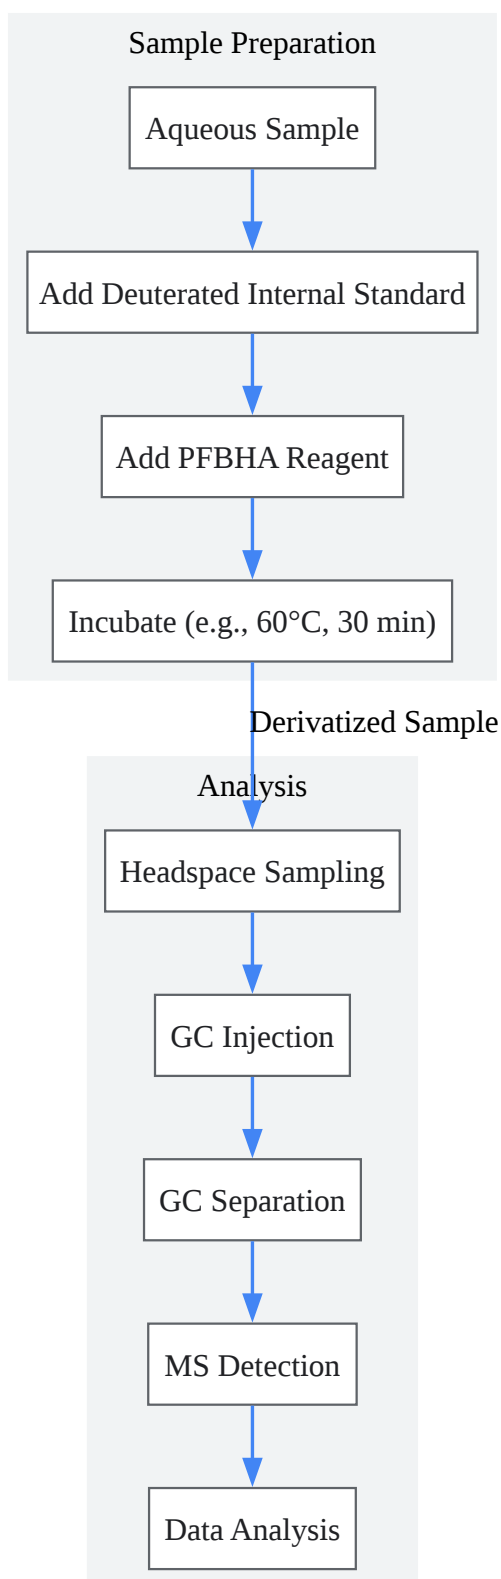 Sample Preparation
Aqueous Sample
Add Deuterated Internal Standard
Add PFBHA Reagent
Incubate (e.g., 60°C, 30 min)
Derivatized Sample
Analysis
Headspace Sampling
GC Injection
GC Separation
MS Detection
Data Analysis